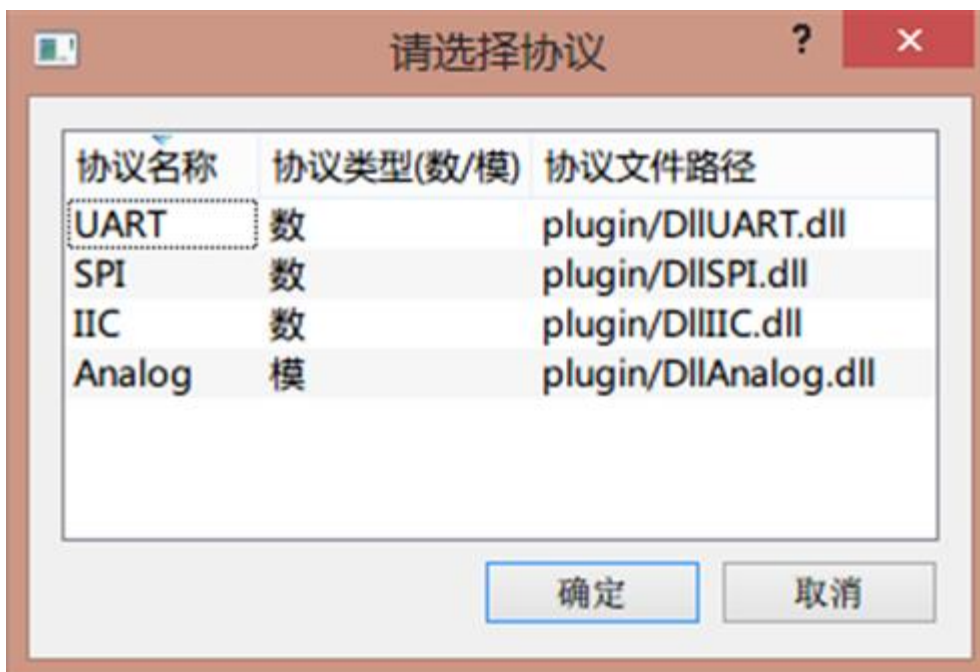 请选择协议 ? ×
协议名称 协议类型(数/模) 协议文件路径
UART 数 plugin/DllUART.dll
SPI 数 plugin/DllSPI.dll
IIC 数 plugin/DllIIC.dll
Analog 模 plugin/DllAnalog.dll
确定 取消